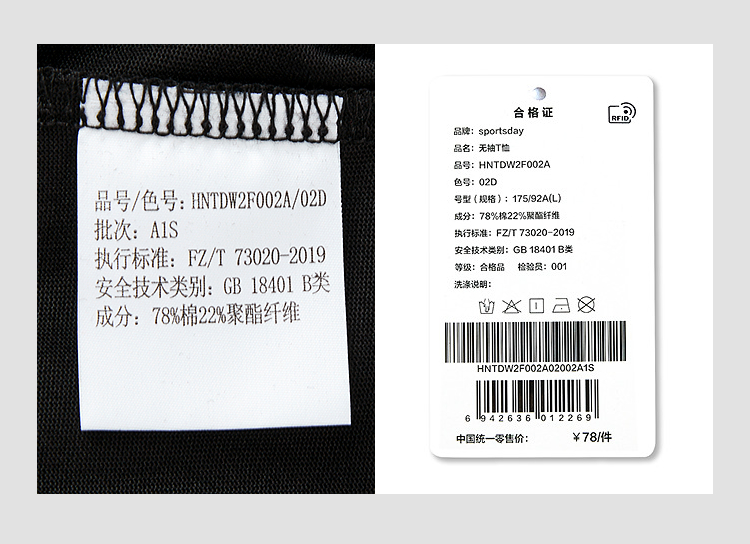 品号/色号: HNTDW2F002A/02D
批次: A1S
执行标准: FZ/T 73020-2019
安全技术类别: GB 18401 B类
成分: 78%棉22%聚酯纤维
合格证
RFID
品牌: sportsday
品名: 无袖T恤
品号: HNTDW2F002A
色号: 02D
号型（规格）: 175/92A(L)
成分: 78%棉22%聚酯纤维
执行标准: FZ/T 73020-2019
安全技术类别: GB 18401 B类
等级: 合格品 检验员: 001
洗涤说明:
HNTDW2F002A02002A1S
6 942636 012269
中国统一零售价: ￥78/件